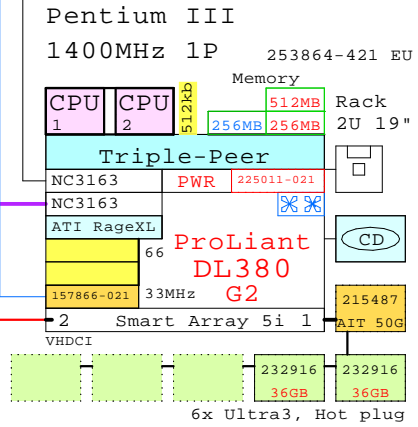 Pentium III
1400MHz 1P
253864-421 EU
Memory
CPU 1
CPU 2
512kb
512MB
256MB 256MB
Rack
2U 19"
Triple-Peer
NC3163
PWR
225011-021
NC3163
ATI RageXL
CD
66
ProLiant
DL380
G2
157866-021
33MHz
215487
AIT 50G
2
Smart Array 5i
1
VHDCI
232916
36GB
232916
36GB
6x Ultra3, Hot plug